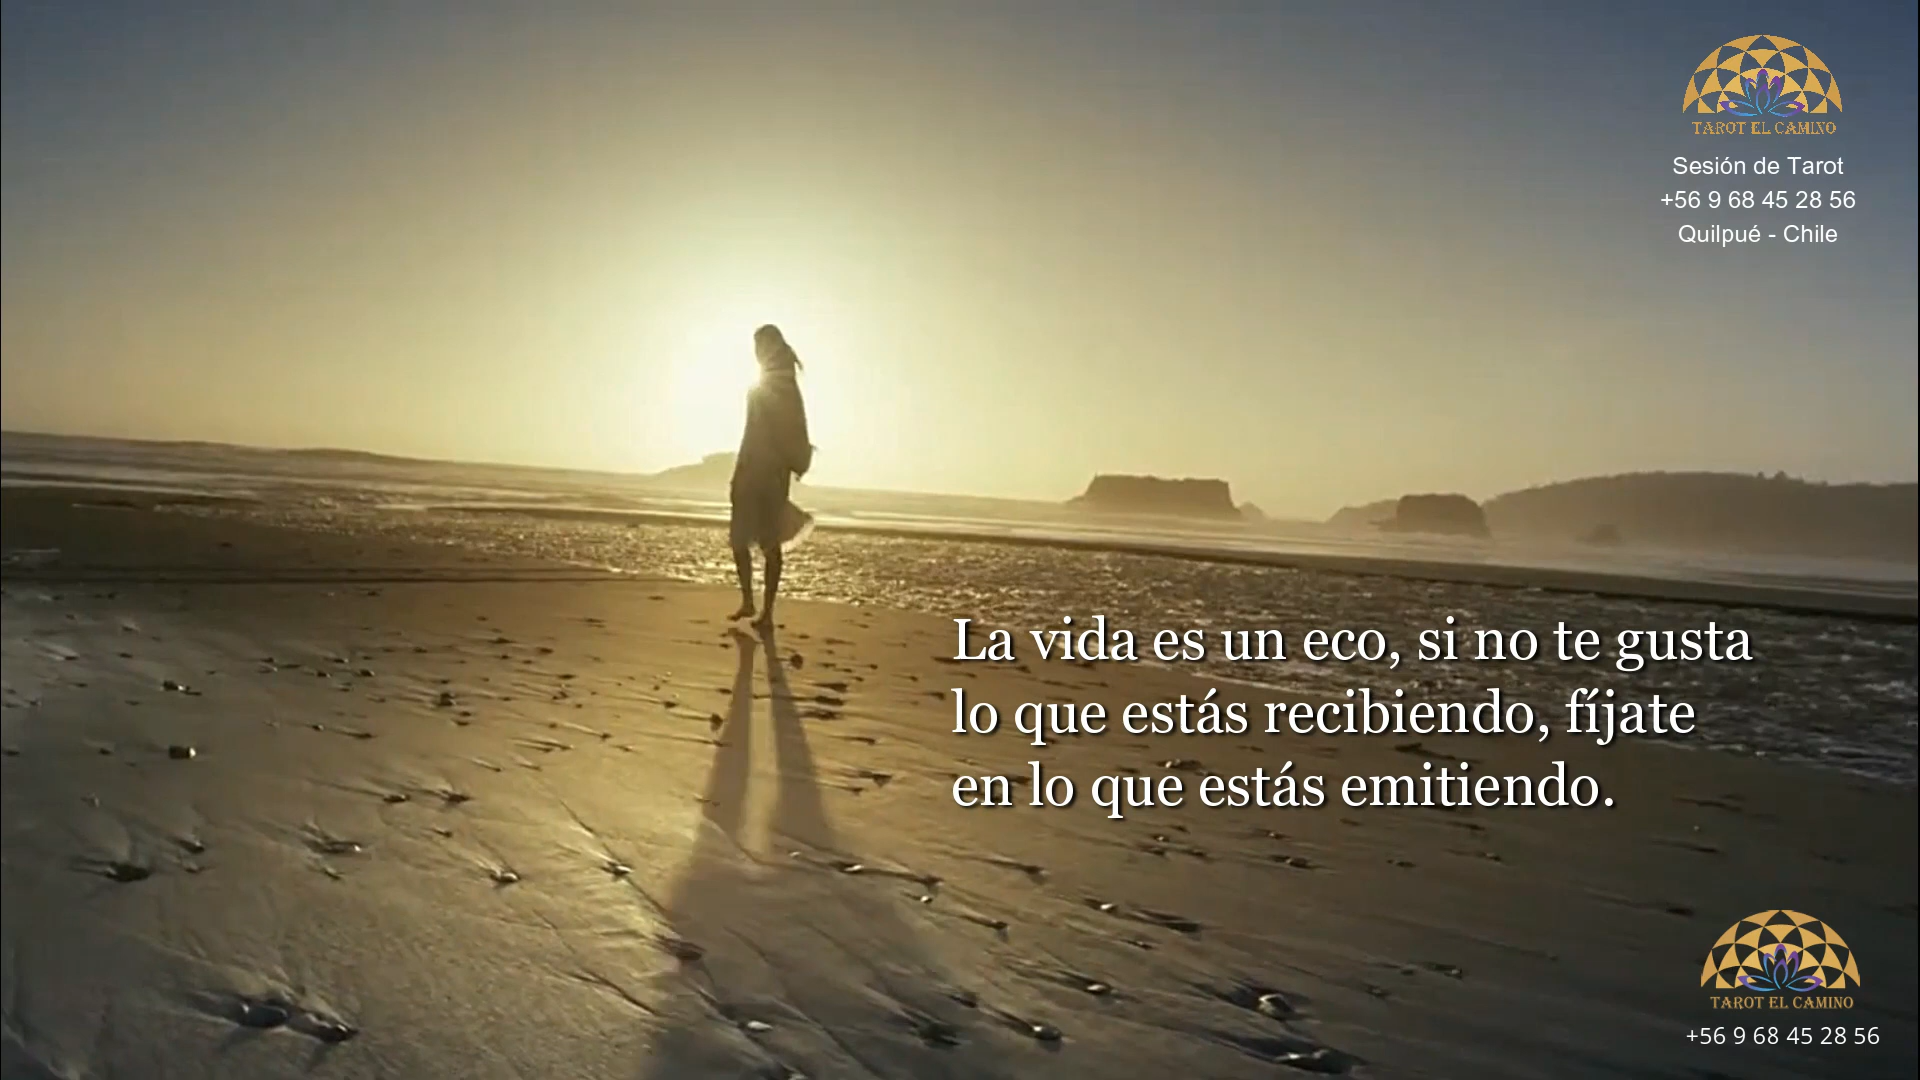 TAROT EL CAMINO
Sesión de Tarot
+56 9 68 45 28 56
Quilpué - Chile
La vida es un eco, si no te gusta
lo que estás recibiendo, fíjate
en lo que estás emitiendo.
TAROT EL CAMINO
+56 9 68 45 28 56